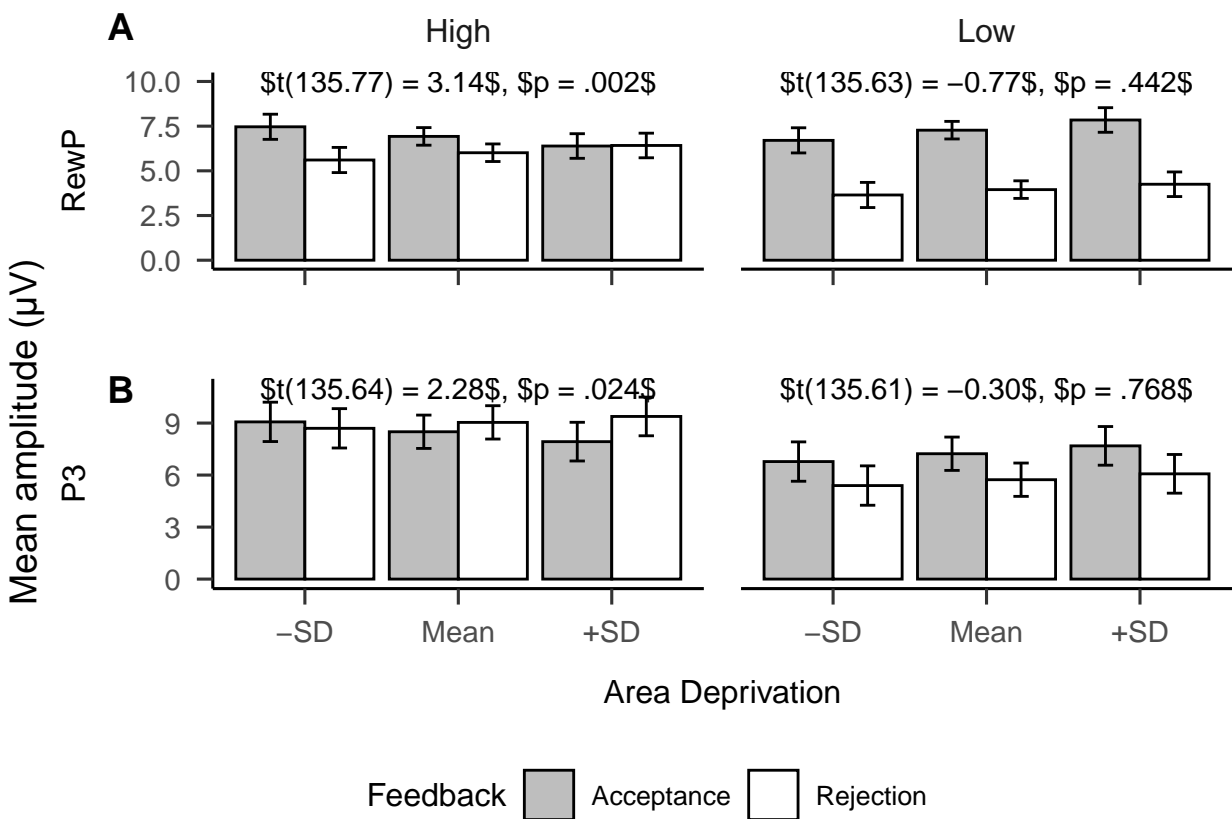 A
High
Low
$t(135.77) = 3.14$, $p = .002$
$t(135.63) = −0.77$, $p = .442$
10.0
7.5
5.0
2.5
0.0
RewP
Mean amplitude (µV)
B
$t(135.64) = 2.28$, $p = .024$
$t(135.61) = −0.30$, $p = .768$
9
6
3
0
P3
−SD Mean +SD
−SD Mean +SD
Area Deprivation
Feedback Acceptance Rejection